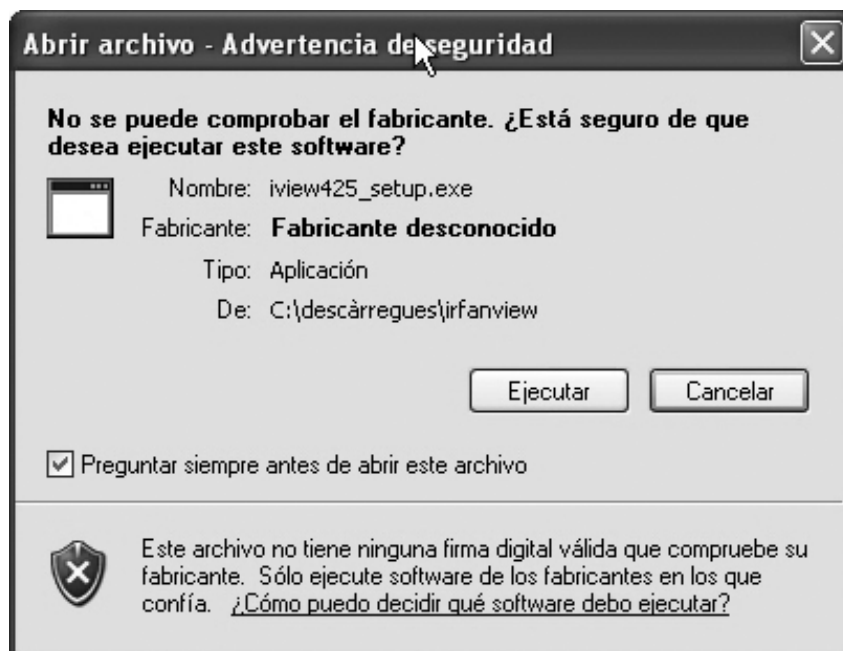 Abrir archivo - Advertencia de seguridad
No se puede comprobar el fabricante. ¿Está seguro de que
desea ejecutar este software?
Nombre: iview425_setup.exe
Fabricante: Fabricante desconocido
Tipo: Aplicación
De: C:\descàrregues\irfanview
Ejecutar Cancelar
Preguntar siempre antes de abrir este archivo
Este archivo no tiene ninguna firma digital válida que compruebe su
fabricante. Sólo ejecute software de los fabricantes en los que
confía. ¿Cómo puedo decidir qué software debo ejecutar?